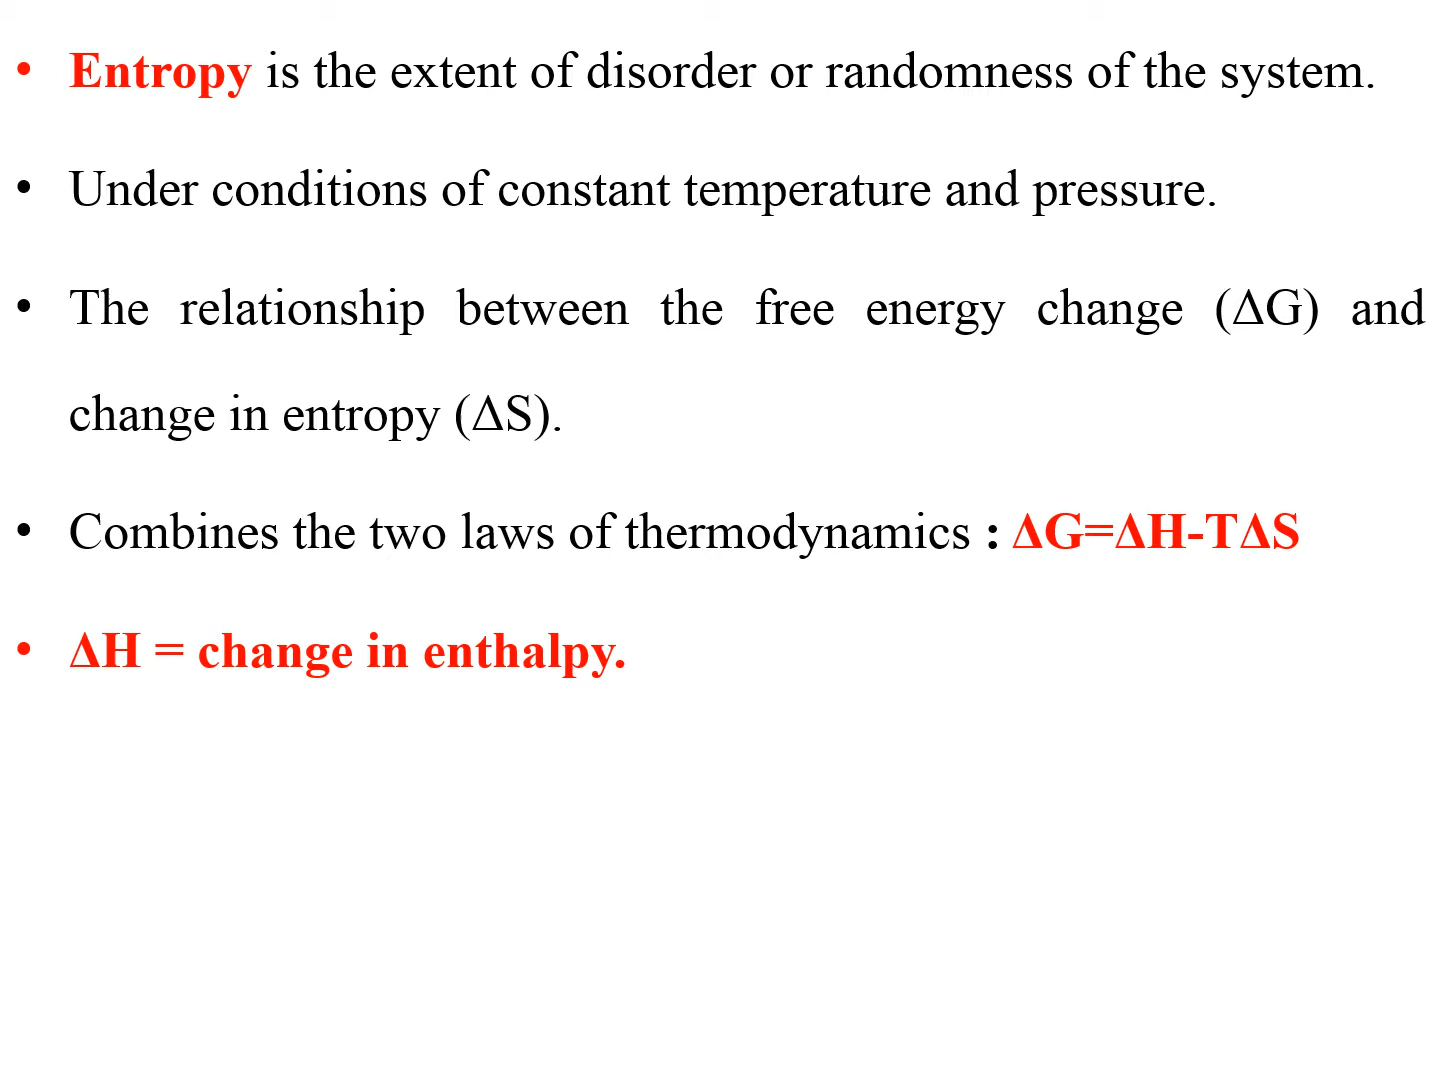 • Entropy is the extent of disorder or randomness of the system.
• Under conditions of constant temperature and pressure.
• The relationship between the free energy change (ΔG) and
change in entropy (ΔS).
• Combines the two laws of thermodynamics : ΔG=ΔH-TΔS
• ΔH = change in enthalpy.